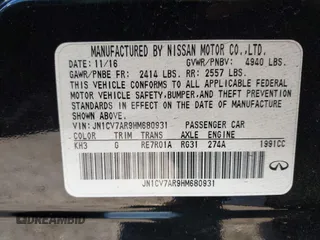 MANUFACTURED BY NISSAN MOTOR CO.,LTD.
DATE: 11/16 GVWR/PNBV: 4940 LBS.
GAWR/PNBE FR: 2414 LBS. RR: 2557 LBS.
THIS VEHICLE CONFORMS TO ALL APPLICABLE
FEDERAL MOTOR VEHICLE SAFETY, BUMPER, AND THEFT
PREVENTION STANDARDS IN EFFECT ON THE DATE OF
MANUFACTURE SHOWN ABOVE.
VIN: JN1CV7AR9HM680931 PASSENGER CAR
COLOR TRIM TRANS AXLE ENGINE
KH3 G RE7R01A RG31 274A 1991CC
JN1CV7AR9HM680931
INFINITI
IDREAMID